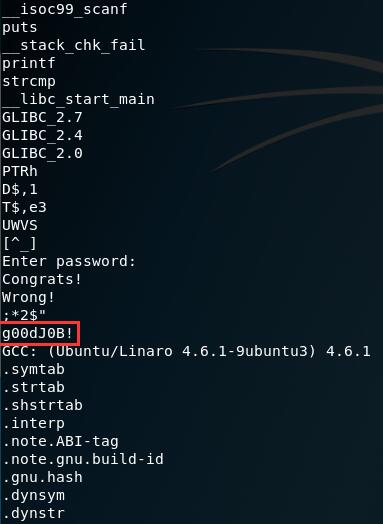 __isoc99_scanf
puts
__stack_chk_fail
printf
strcmp
__libc_start_main
GLIBC_2.7
GLIBC_2.4
GLIBC_2.0
PTRh
D$,1
T$,e3
UWVS
[^_]
Enter password:
Congrats!
Wrong!
;*2$"
g00dJ0B!
GCC: (Ubuntu/Linaro 4.6.1-9ubuntu3) 4.6.1
.symtab
.strtab
.shstrtab
.interp
.note.ABI-tag
.note.gnu.build-id
.gnu.hash
.dynsym
.dynstr